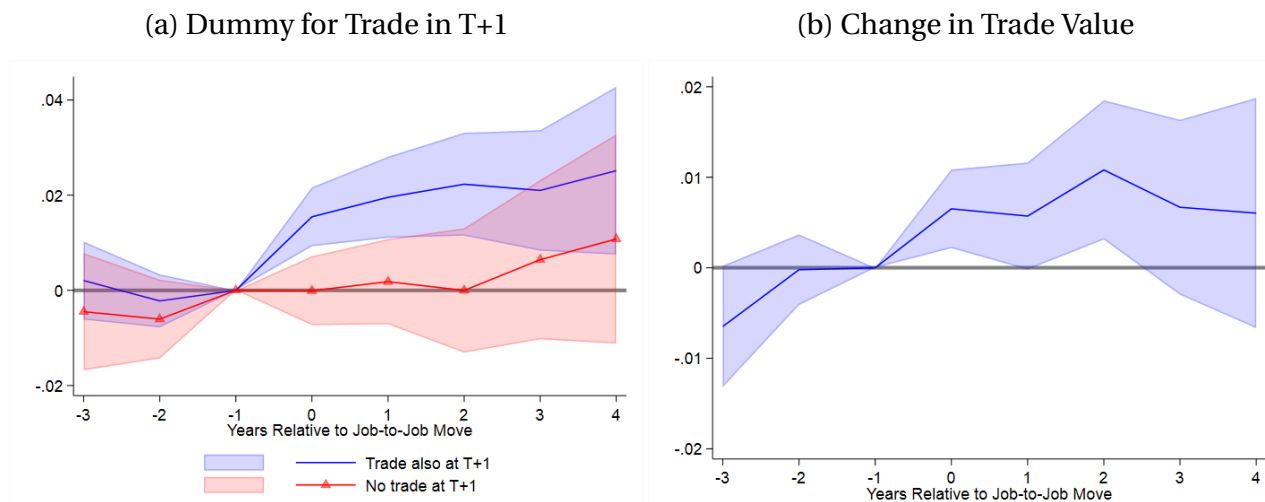 (a) Dummy for Trade in T+1
.04
.02
0
-.02
-3 -2 -1 0 1 2 3 4
Years Relative to Job-to-Job Move
Trade also at T+1
No trade at T+1
(b) Change in Trade Value
.02
.01
0
-.01
-.02
-3 -2 -1 0 1 2 3 4
Years Relative to Job-to-Job Move